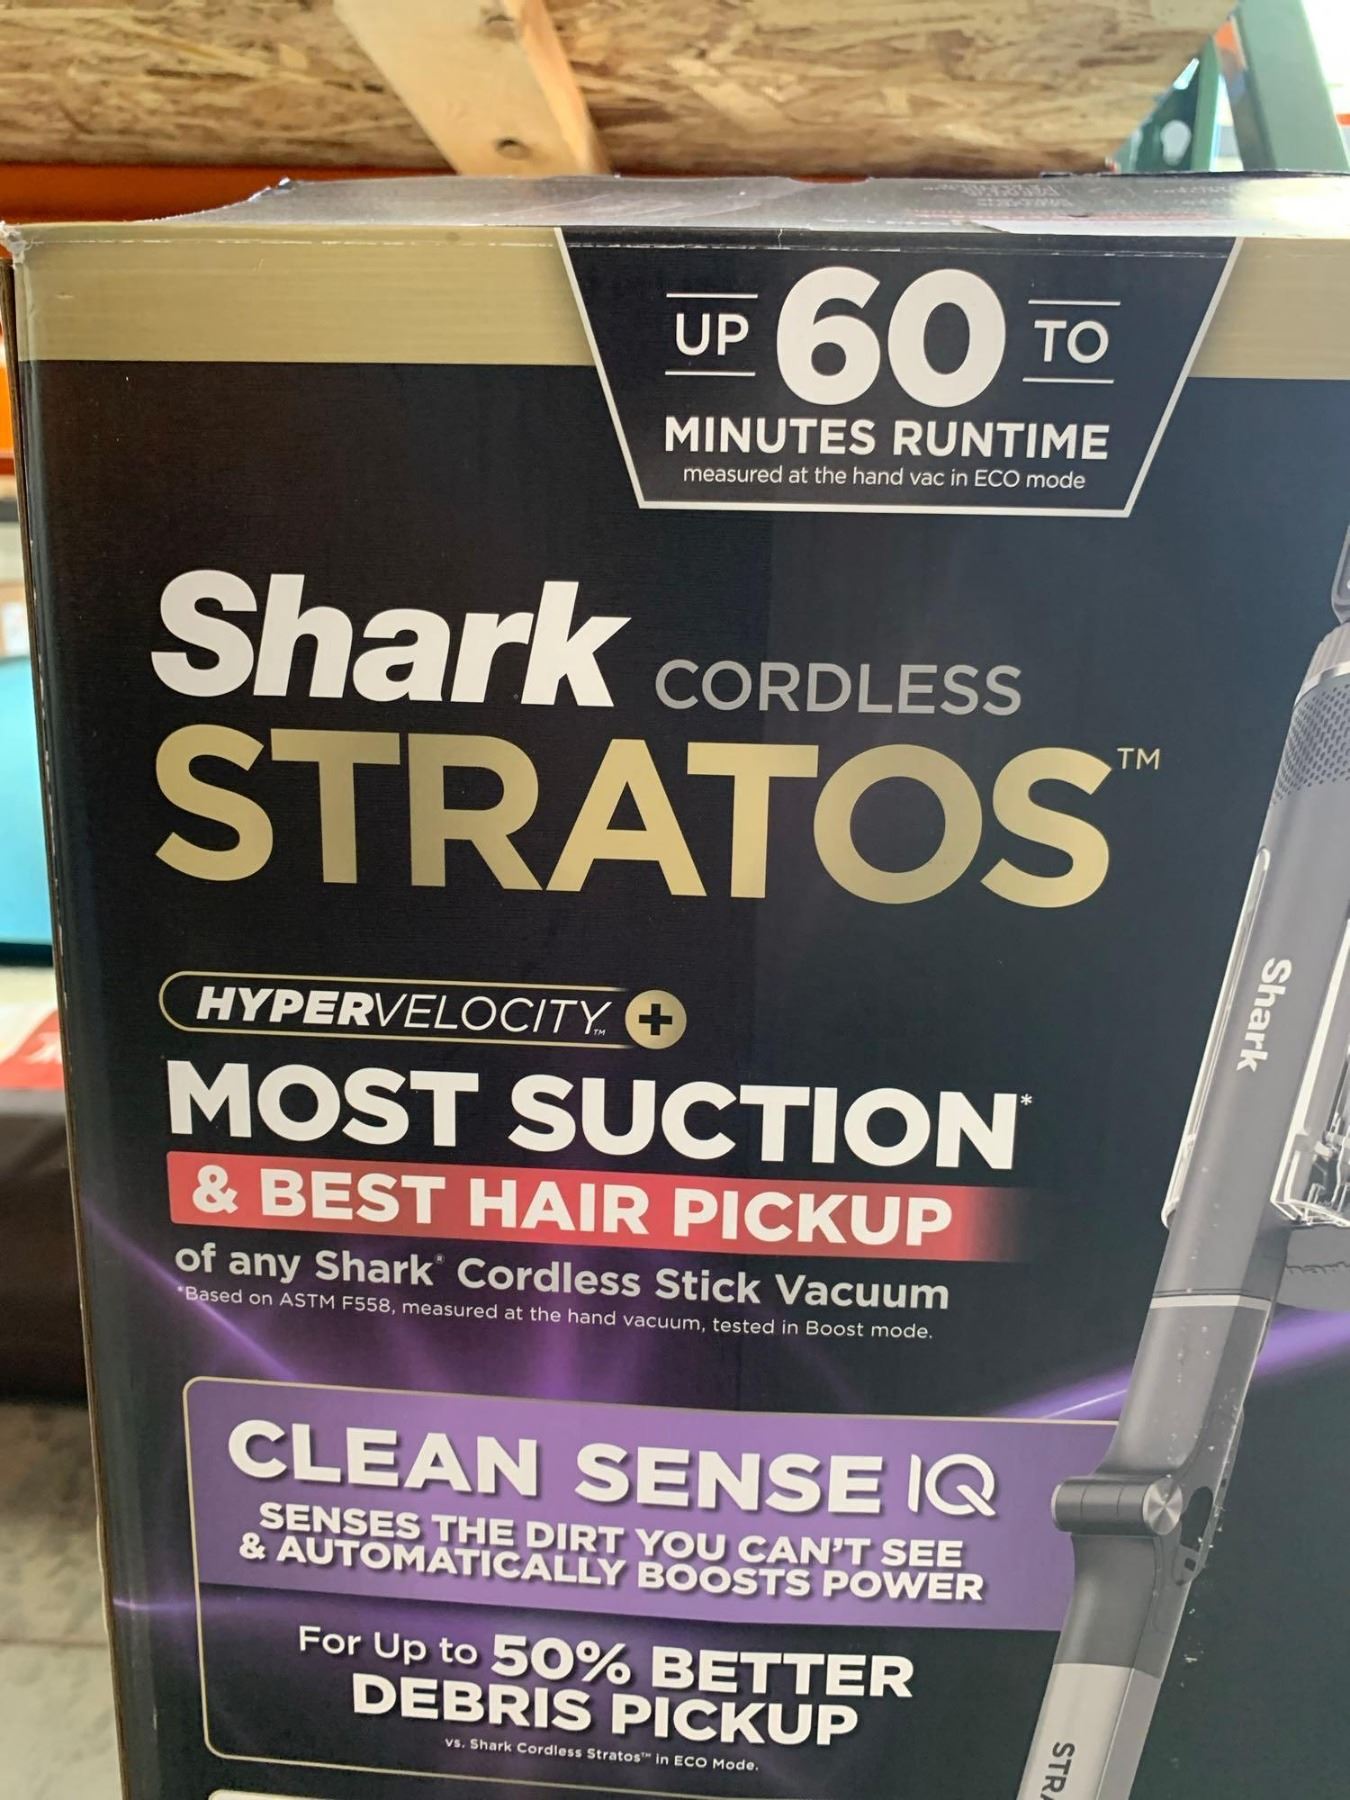 UP 60 TO
MINUTES RUNTIME
measured at the hand vac in ECO mode
Shark CORDLESS
STRATOS™
HYPERVELOCITY™ +
MOST SUCTION*
& BEST HAIR PICKUP
of any Shark® Cordless Stick Vacuum
*Based on ASTM F558, measured at the hand vacuum, tested in Boost mode.
Shark
CLEAN SENSE IQ
SENSES THE DIRT YOU CAN'T SEE
& AUTOMATICALLY BOOSTS POWER
For Up to 50% BETTER
DEBRIS PICKUP
vs. Shark Cordless Stratos™ in ECO Mode.
STRA